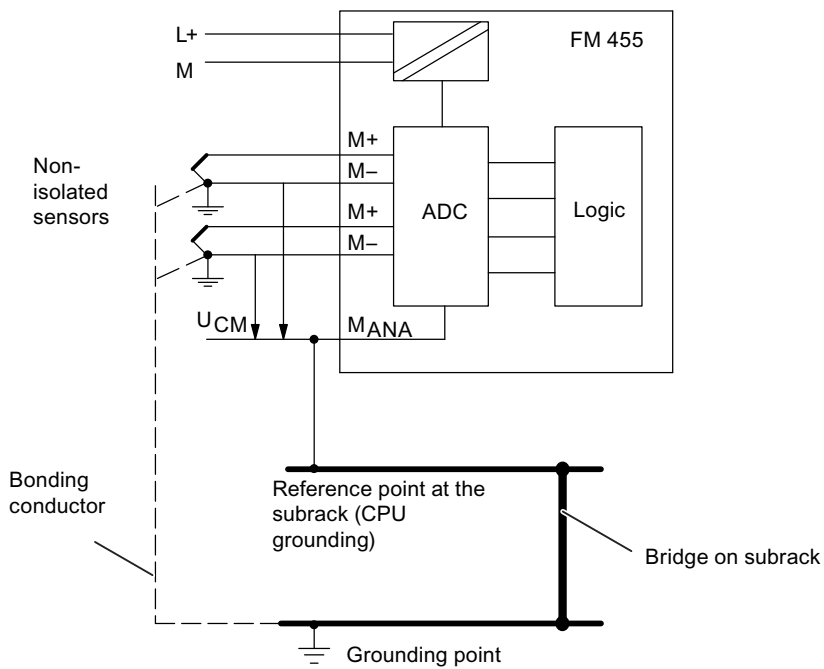 L+
FM 455
M
Non-
isolated
sensors
M+
M–
M+
M–
ADC
Logic
UCM
MANA
Bonding
conductor
Reference point at the
subrack (CPU
grounding)
Bridge on subrack
Grounding point